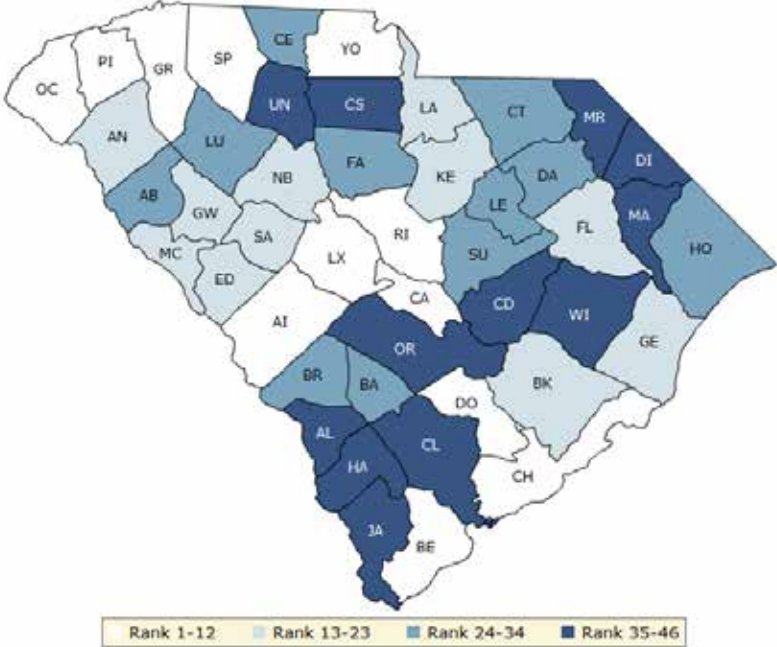 CE
YO
SP
PI
GR
OC
UN
CS
LA
CT
MR
AN
LU
DI
FA
NB
KE
DA
AB
LE
GW
MA
FL
SA
RI
HO
MC
LX
SU
ED
CA
CD
AI
WI
OR
GE
BR
BA
BK
DO
AL
CL
HA
CH
JA
BE
Rank 1-12 Rank 13-23 Rank 24-34 Rank 35-46